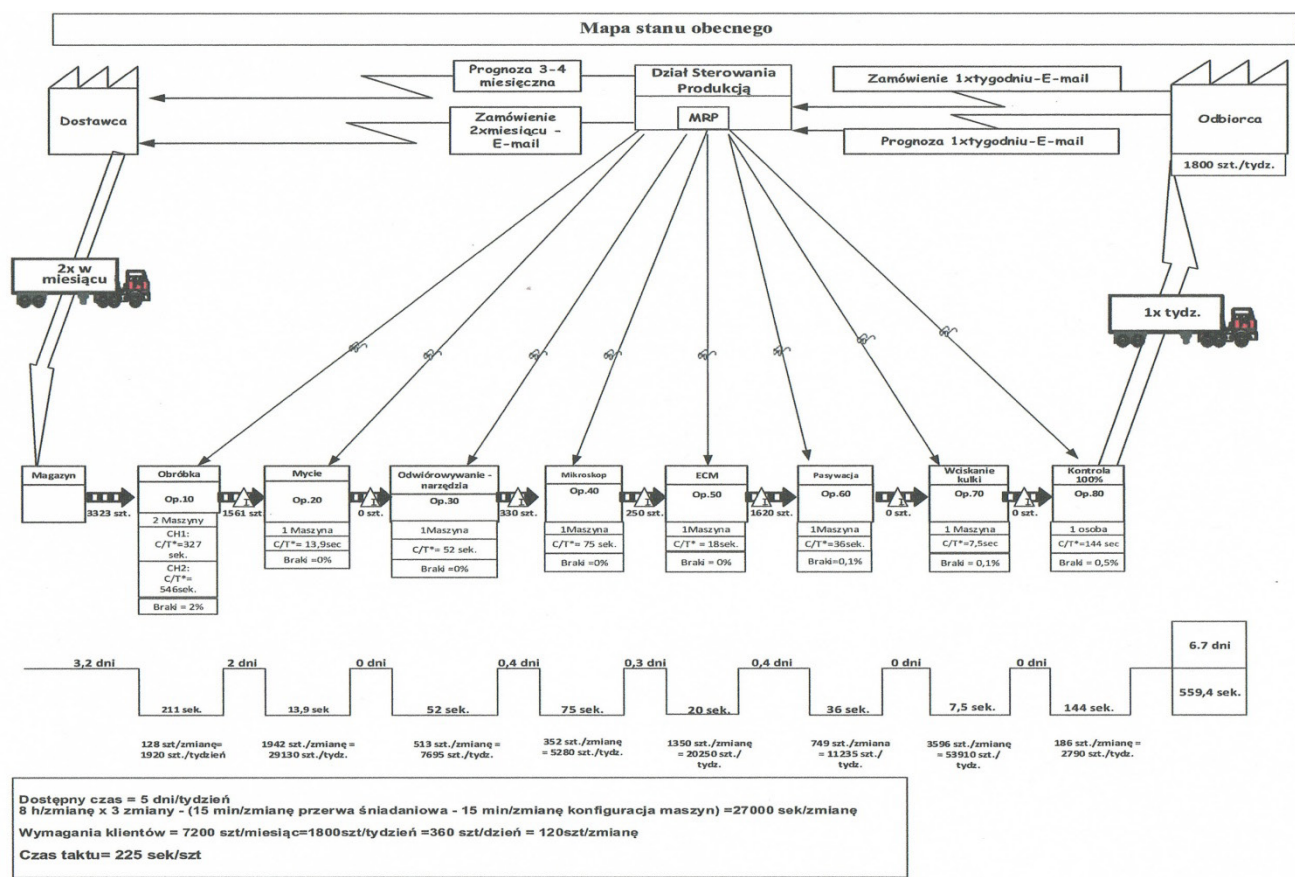 Mapa stanu obecnego
Dostawca
Prognoza 3-4
miesięczna
Zamówienie
2xmiesiącu -
E-mail
Dział Sterowania
Produkcją
MRP
Zamówienie 1xtygodniu-E-mail
Prognoza 1xtygodniu-E-mail
Odbiorca
1800 szt./tydz.
2x w
miesiącu
1x tydz.
Magazyn
3323 szt.
Obróbka
Op.10
2 Maszyny
CH1:
C/T*=327
sek.
CH2:
C/T*=
546sek.
Braki = 2%
I
1561 szt.
Mycie
Op.20
1 Maszyna
C/T*= 13,9sec
Braki =0%
I
0 szt.
Odwiórowywanie -
narzędzia
Op.30
1Maszyna
C/T*= 52 sek.
Braki =0%
I
330 szt.
Mikroskop
Op.40
1Maszyna
C/T*= 75 sek.
Braki =0%
I
250 szt.
ECM
Op.50
1Maszyna
C/T* = 18sek.
Braki = 0%
I
1620 szt.
Pasywacja
Op.60
1Maszyna
C/T*=36sek.
Braki=0,1%
I
0 szt.
Wciskanie
kulki
Op.70
1 Maszyna
C/T*=7,5sec
Braki = 0,1%
I
0 szt.
Kontrola
100%
Op.80
1 osoba
C/T*=144 sec
Braki = 0,5%
3,2 dni
2 dni
0 dni
0,4 dni
0,3 dni
0,4 dni
0 dni
0 dni
6.7 dni
211 sek.
13,9 sek
52 sek.
75 sek.
20 sek.
36 sek.
7,5 sek.
144 sek.
559,4 sek.
128 szt/zmianę=
1920 szt./tydzień
1942 szt./zmianę =
29130 szt./tydz.
513 szt./zmianę =
7695 szt./tydz.
352 szt./zmianę
= 5280 szt./tydz.
1350 szt./zmianę
= 20250 szt./
tydz.
749 szt./zmiana
= 11235 szt./
tydz.
3596 szt./zmianę
= 53910 szt./
tydz.
186 szt./zmianę =
2790 szt./tydz.
Dostępny czas = 5 dni/tydzień
8 h/zmianę x 3 zmiany - (15 min/zmianę przerwa śniadaniowa - 15 min/zmianę konfiguracja maszyn) =27000 sek/zmianę
Wymagania klientów = 7200 szt/miesiąc=1800szt/tydzień =360 szt/dzień = 120szt/zmianę
Czas taktu= 225 sek/szt